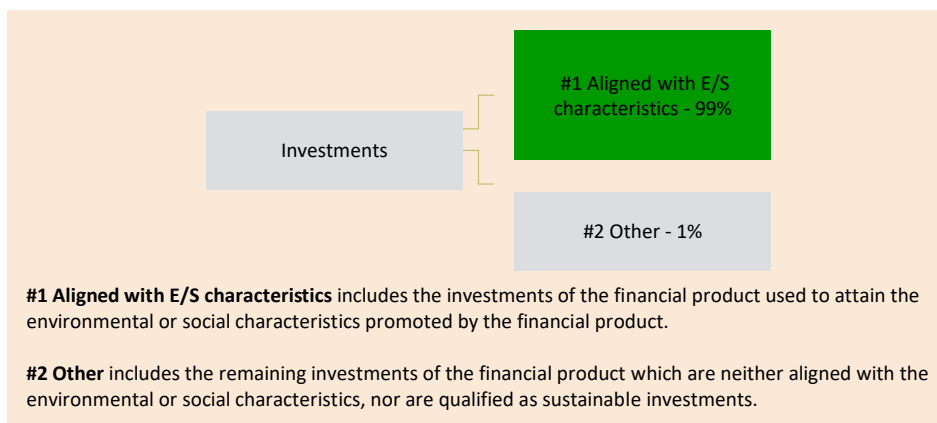 #1 Aligned with E/S
characteristics - 99%
Investments
#2 Other - 1%
#1 Aligned with E/S characteristics includes the investments of the financial product used to attain the
environmental or social characteristics promoted by the financial product.
#2 Other includes the remaining investments of the financial product which are neither aligned with the
environmental or social characteristics, nor are qualified as sustainable investments.